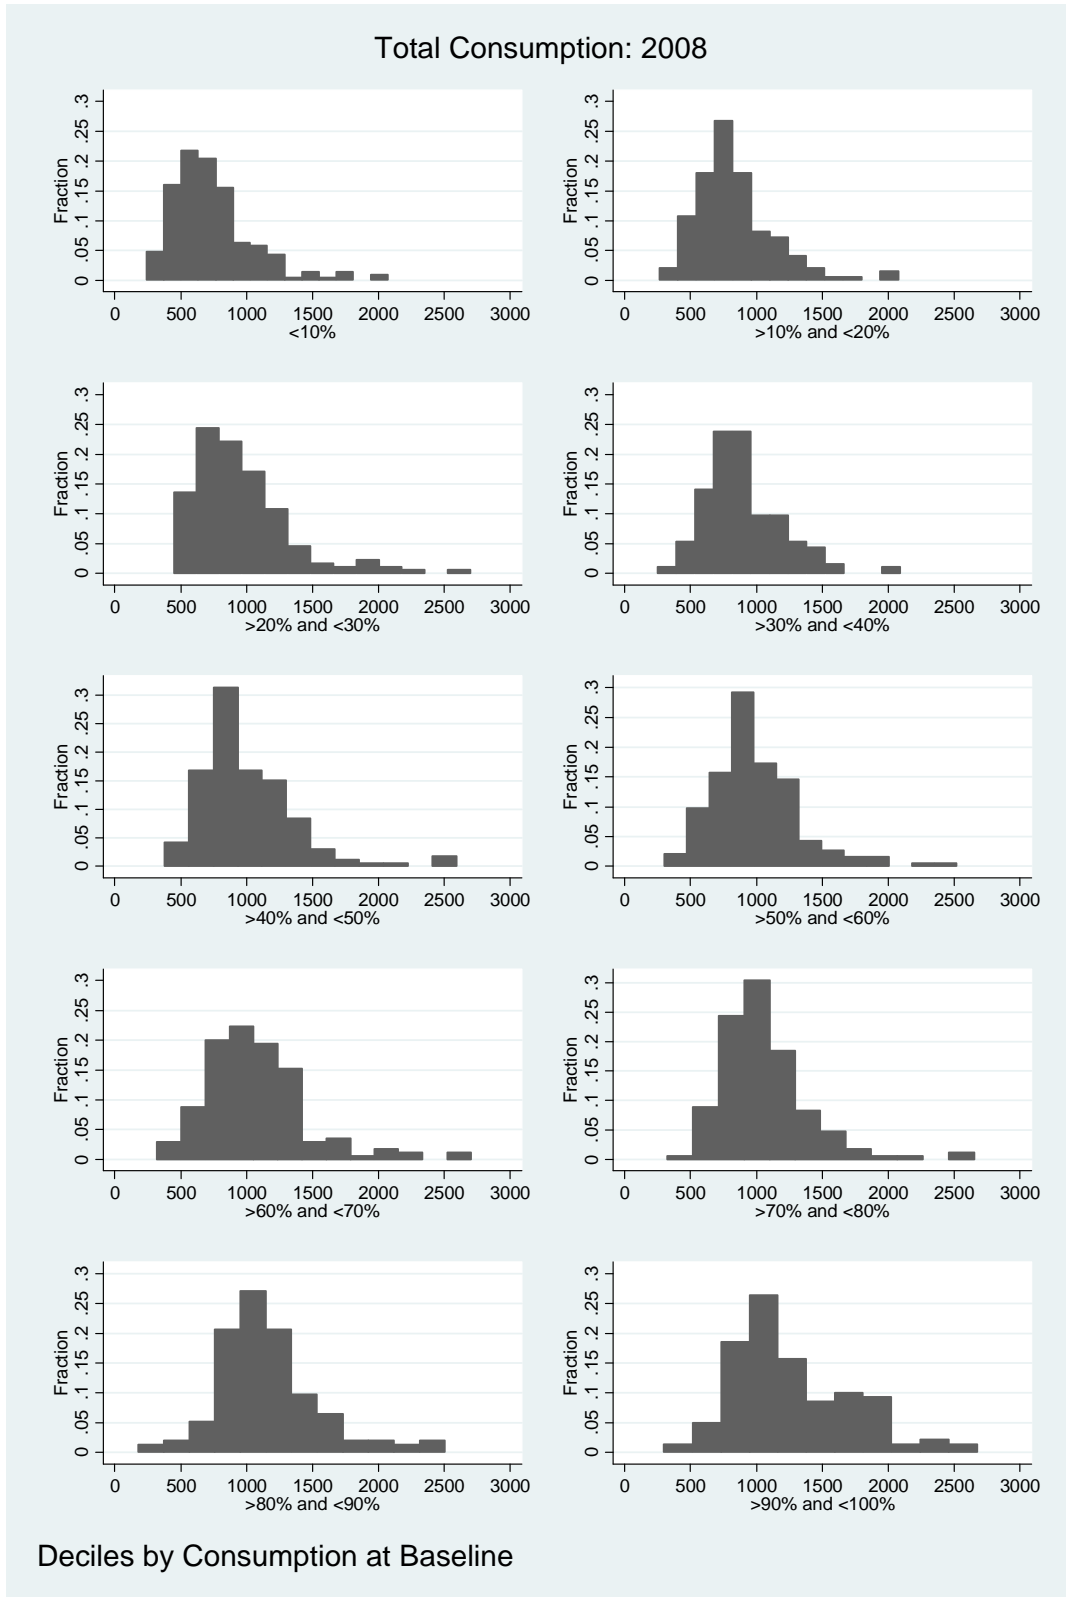 Total Consumption: 2008
Fraction
0 .05 .1 .15 .2 .25 .3
0 500 1000 1500 2000 2500 3000
<10%
Fraction
0 .05 .1 .15 .2 .25 .3
0 500 1000 1500 2000 2500 3000
>10% and <20%
Fraction
0 .05 .1 .15 .2 .25 .3
0 500 1000 1500 2000 2500 3000
>20% and <30%
Fraction
0 .05 .1 .15 .2 .25 .3
0 500 1000 1500 2000 2500 3000
>30% and <40%
Fraction
0 .05 .1 .15 .2 .25 .3
0 500 1000 1500 2000 2500 3000
>40% and <50%
Fraction
0 .05 .1 .15 .2 .25 .3
0 500 1000 1500 2000 2500 3000
>50% and <60%
Fraction
0 .05 .1 .15 .2 .25 .3
0 500 1000 1500 2000 2500 3000
>60% and <70%
Fraction
0 .05 .1 .15 .2 .25 .3
0 500 1000 1500 2000 2500 3000
>70% and <80%
Fraction
0 .05 .1 .15 .2 .25 .3
0 500 1000 1500 2000 2500 3000
>80% and <90%
Fraction
0 .05 .1 .15 .2 .25 .3
0 500 1000 1500 2000 2500 3000
>90% and <100%
Deciles by Consumption at Baseline